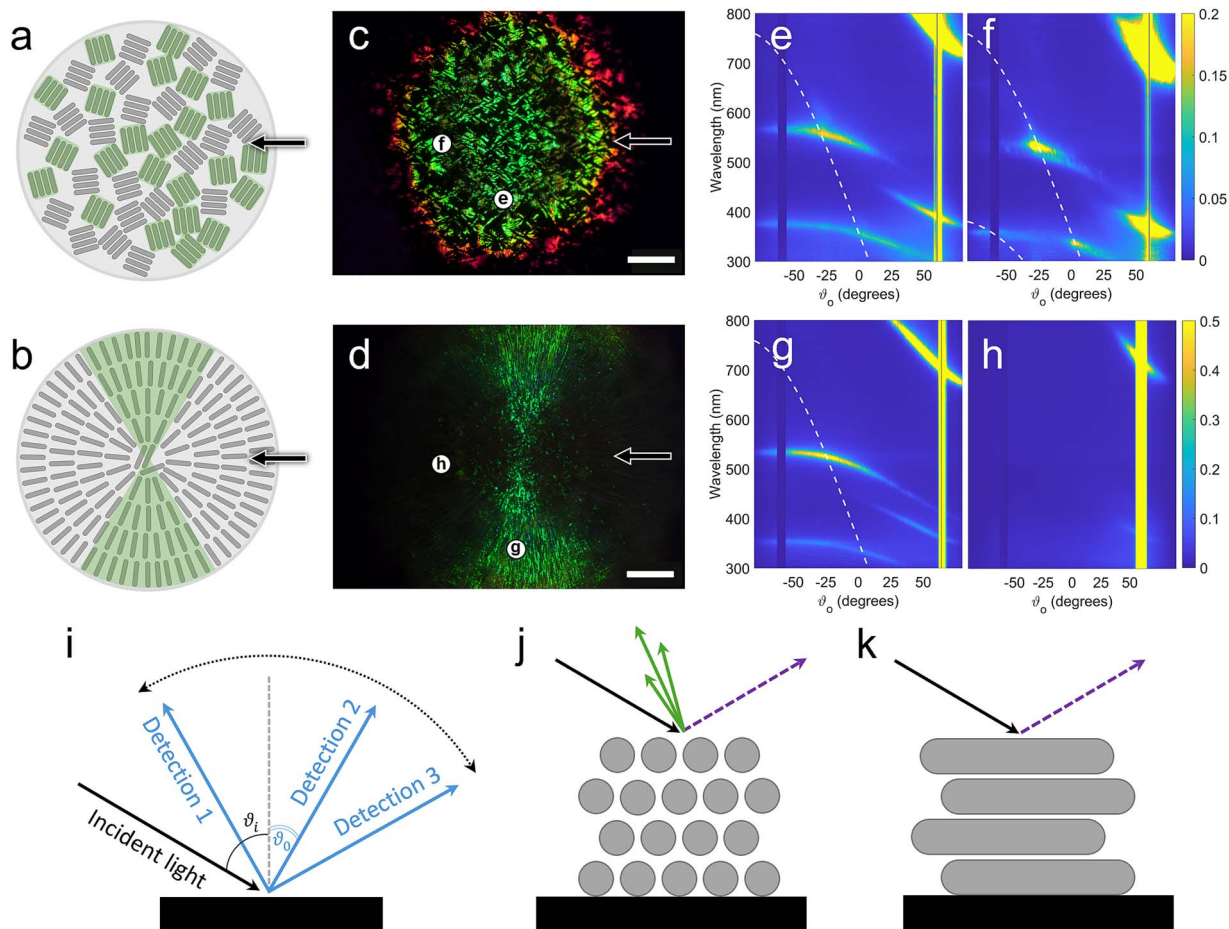 a
c
f
e
e
f
800
700
600
500
400
300
Wavelength (nm)
-50 -25 0 25 50
-50 -25 0 25 50
ϑo (degrees)
ϑo (degrees)
0.2
0.15
0.1
0.05
0
b
d
h
g
g
h
800
700
600
500
400
300
Wavelength (nm)
-50 -25 0 25 50
-50 -25 0 25 50
ϑo (degrees)
ϑo (degrees)
0.5
0.4
0.3
0.2
0.1
0
i
Incident light
Detection 1
Detection 2
Detection 3
ϑi
ϑ0
j
k